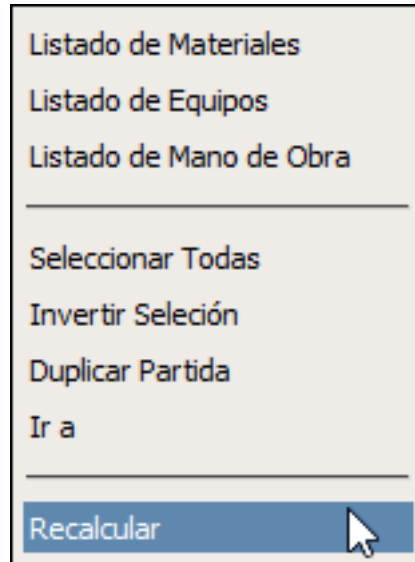 Listado de Materiales
Listado de Equipos
Listado de Mano de Obra
Seleccionar Todas
Invertir Seleción
Duplicar Partida
Ir a
Recalcular